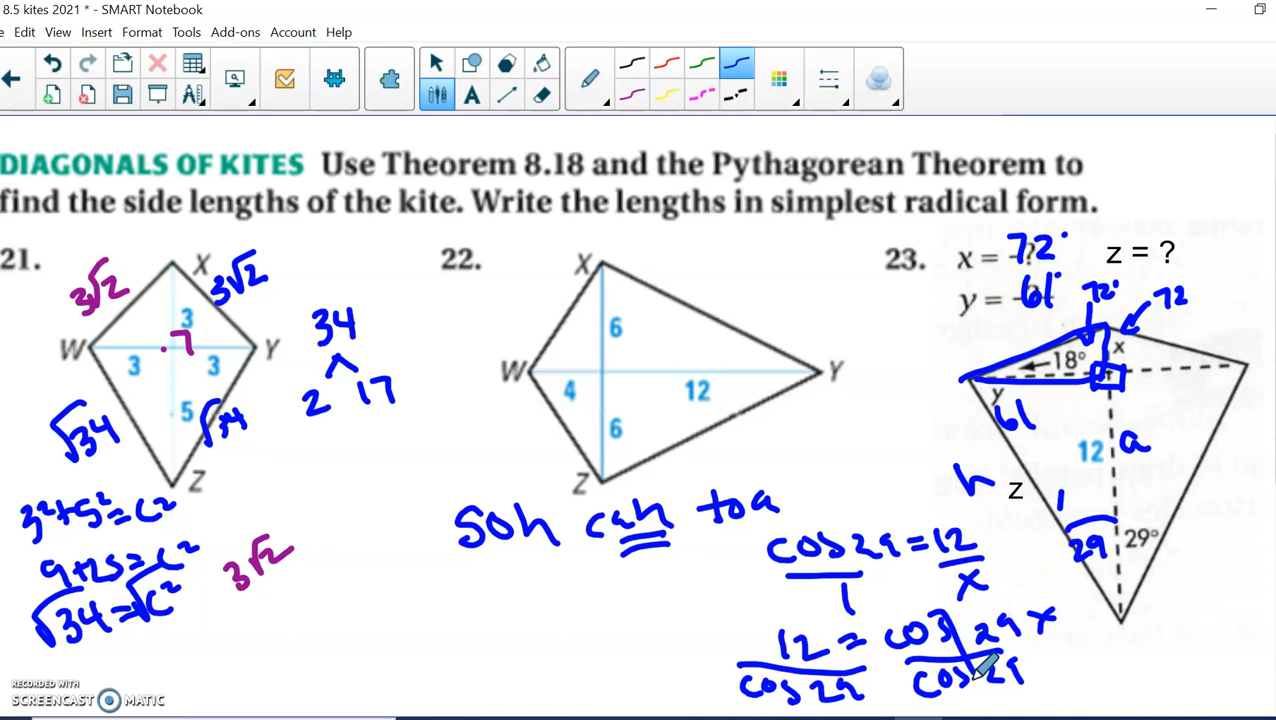 8.5 kites 2021 * - SMART Notebook
e Edit View Insert Format Tools Add-ons Account Help
DIAGONALS OF KITES Use Theorem 8.18 and the Pythagorean Theorem to
find the side lengths of the kite. Write the lengths in simplest radical form.
21.
X
W
Y
Z
3
3
3
5
7
3√2
3√2
√34
√34
34
2 17
3²+5²=c²
9+25=c²
√34=√c²
3√2
22.
X
W
Y
Z
6
4
12
6
Soh cah toa
23. x = ? 72°
z = ?
y = ? 61°
72°
72
x
18°
y
61
12
a
h
z
29
29°
cos 29 = 12
1 x
12 = cos 29 x
cos 29 cos 29
RECORDED WITH
SCREENCAST MATIC